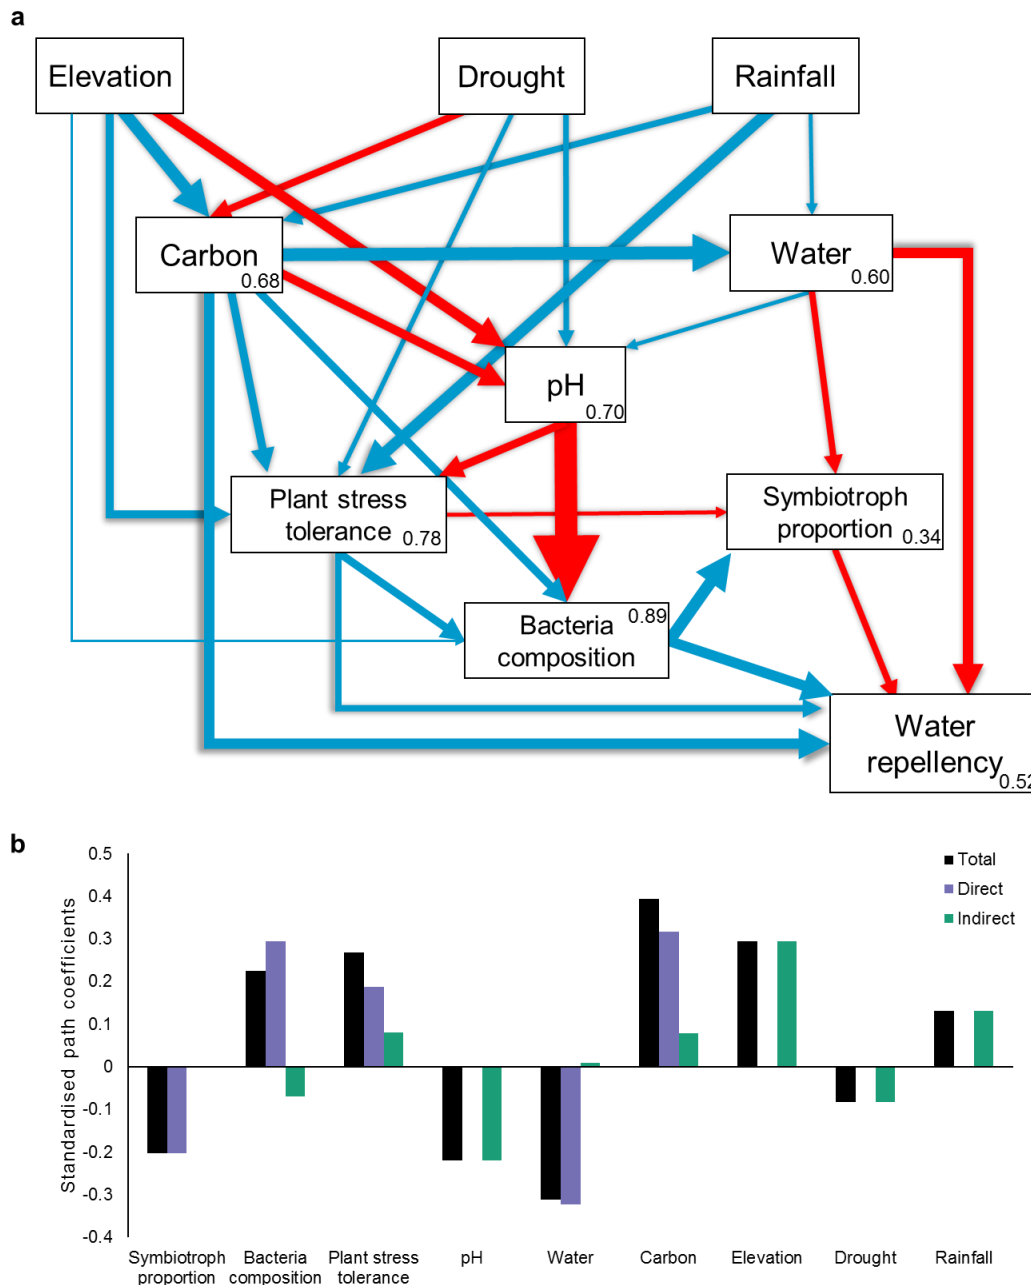 a
Elevation
Drought
Rainfall
Carbon
0.68
Water
0.60
pH
0.70
Plant stress
tolerance
0.78
Symbiotroph
proportion
0.34
Bacteria
composition
0.89
Water
repellency
0.52
b
Standardised path coefficients
0.5
0.4
0.3
0.2
0.1
0
-0.1
-0.2
-0.3
-0.4
Total
Direct
Indirect
Symbiotroph
proportion
Bacteria
composition
Plant stress
tolerance
pH
Water
Carbon
Elevation
Drought
Rainfall